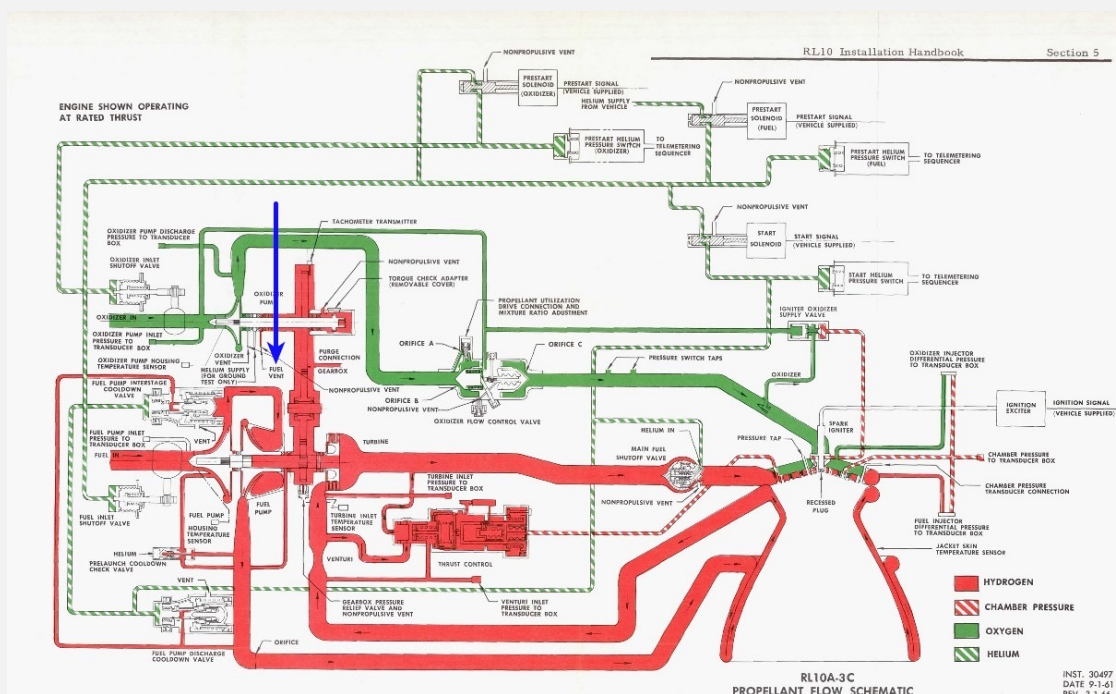 RL10 Installation Handbook
Section 5
ENGINE SHOWN OPERATING
AT RATED THRUST
NONPROPULSIVE VENT
PRESTART
SOLENOID
(OXIDIZER)
PRESTART SIGNAL
(VEHICLE SUPPLIED)
HELIUM SUPPLY
FROM VEHICLE
NONPROPULSIVE VENT
PRESTART
SOLENOID
(FUEL)
PRESTART SIGNAL
(VEHICLE SUPPLIED)
PRESTART HELIUM
PRESSURE SWITCH
(OXIDIZER)
TO
TELEMETERING
SEQUENCER
PRESTART HELIUM
PRESSURE SWITCH
(FUEL)
TO TELEMETERING
SEQUENCER
NONPROPULSIVE VENT
START
SOLENOID
START SIGNAL
(VEHICLE SUPPLIED)
START HELIUM
PRESSURE SWITCH
TO TELEMETERING
SEQUENCER
TACHOMETER TRANSMITTER
OXIDIZER PUMP DISCHARGE
PRESSURE TO TRANSDUCER
BOX
OXIDIZER INLET
SHUTOFF VALVE
NONPROPULSIVE VENT
TORQUE CHECK ADAPTER
(REMOVABLE COVER)
OXIDIZER
PUMP
OXIDIZER IN
OXIDIZER PUMP INLET
PRESSURE TO
TRANSDUCER BOX
OXIDIZER PUMP HOUSING
TEMPERATURE SENSOR
OXIDIZER
VENT
HELIUM SUPPLY
(FOR GROUND
TEST ONLY)
FUEL
VENT
PURGE
CONNECTION
GEARBOX
NONPROPULSIVE VENT
PROPELLANT UTILIZATION
DRIVE CONNECTION AND
MIXTURE RATIO ADUSTMENT
ORIFICE A
ORIFICE C
ORIFICE B
NONPROPULSIVE VENT
OXIDIZER FLOW CONTROL VALVE
PRESSURE SWITCH TAPS
IGNITER OXIDIZER
SUPPLY VALVE
OXIDIZER
OXIDIZER INJECTOR
DIFFERENTIAL PRESSURE
TO TRANSDUCER BOX
IGNITION
EXCITER
IGNITION SIGNAL
(VEHICLE SUPPLIED)
FUEL PUMP INTERSTAGE
COOLDOWN
VALVE
VENT
FUEL PUMP INLET
PRESSURE TO
TRANSDUCER BOX
FUEL IN
FUEL INLET
SHUTOFF VALVE
FUEL PUMP
HOUSING
TEMPERATURE
SENSOR
FUEL
PUMP
TURBINE
TURBINE INLET
PRESSURE TO
TRANSDUCER BOX
TURBINE INLET
TEMPERATURE
SENSOR
VENTURI
THRUST CONTROL
HELIUM IN
MAIN FUEL
SHUTOFF VALVE
NONPROPULSIVE VENT
PRESSURE TAP
SPARK
IGNITER
RECESSED
PLUG
CHAMBER PRESSURE
TO TRANSDUCER BOX
CHAMBER PRESSURE
TRANSDUCER CONNECTION
FUEL INJECTOR
DIFFERENTIAL PRESSURE
TO TRANSDUCER BOX
JACKET SKIN
TEMPERATURE SENSOR
HELIUM
PRELAUNCH COOLDOWN
CHECK VALVE
VENT
FUEL PUMP DISCHARGE
COOLDOWN VALVE
ORIFICE
GEARBOX PRESSURE
RELIEF VALVE AND
NONPROPULSIVE VENT
VENTURI INLET
PRESSURE TO
TRANSDUCER BOX
HYDROGEN
CHAMBER PRESSURE
OXYGEN
HELIUM
RL10A-3C
PROPELLANT FLOW SCHEMATIC
INST. 30497
DATE 9-1-61